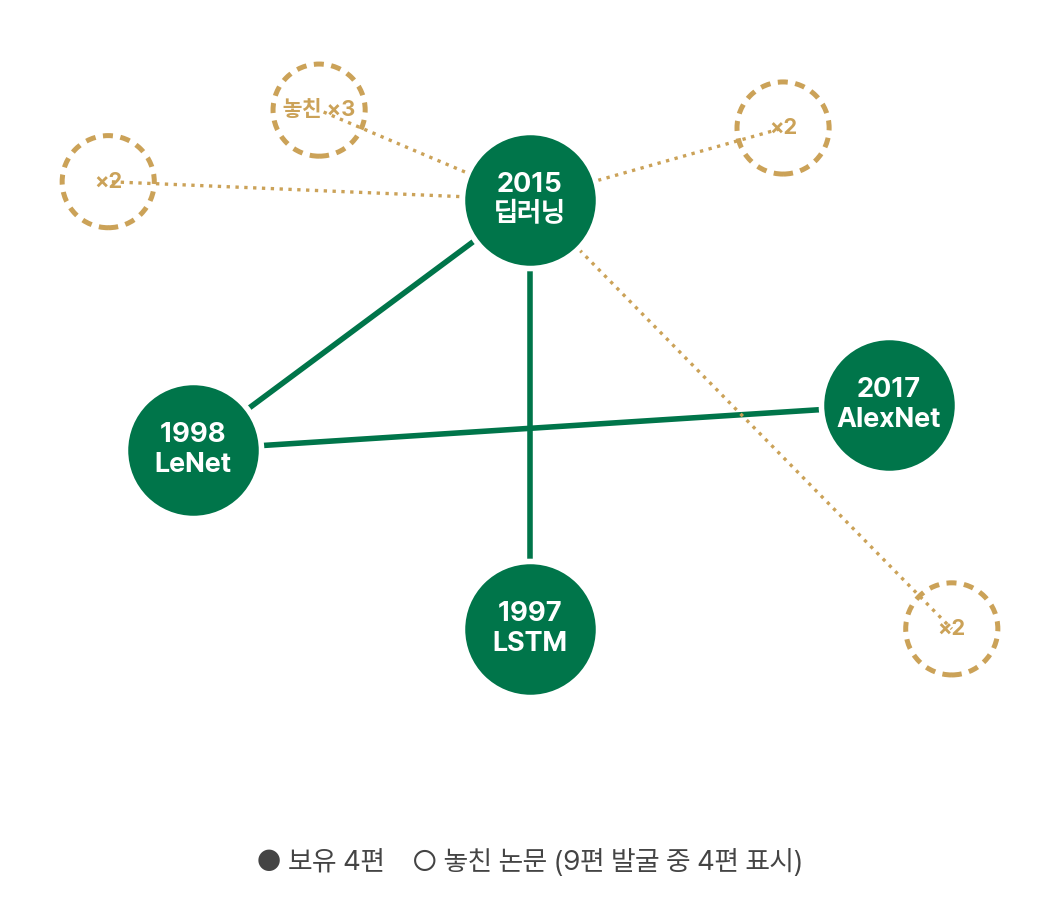 놓친 ×3
×2
×2
2015
딥러닝
2017
AlexNet
1998
LeNet
1997
LSTM
×2
● 보유 4편 ○ 놓친 논문 (9편 발굴 중 4편 표시)